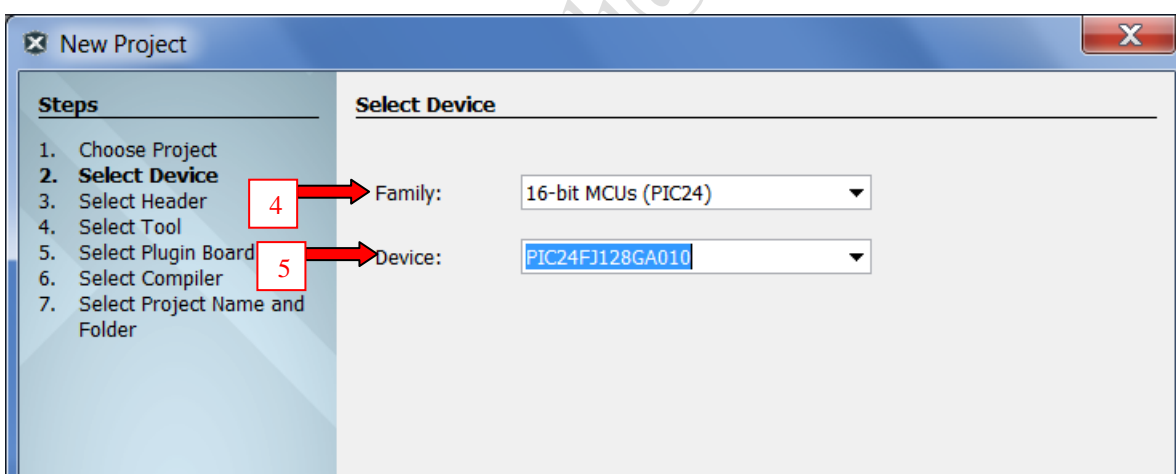 New Project
X
Steps
1. Choose Project
2. Select Device
3. Select Header
4. Select Tool
5. Select Plugin Board
6. Select Compiler
7. Select Project Name and
Folder
Select Device
4
Family:
16-bit MCUs (PIC24)
5
Device:
PIC24FJ128GA010